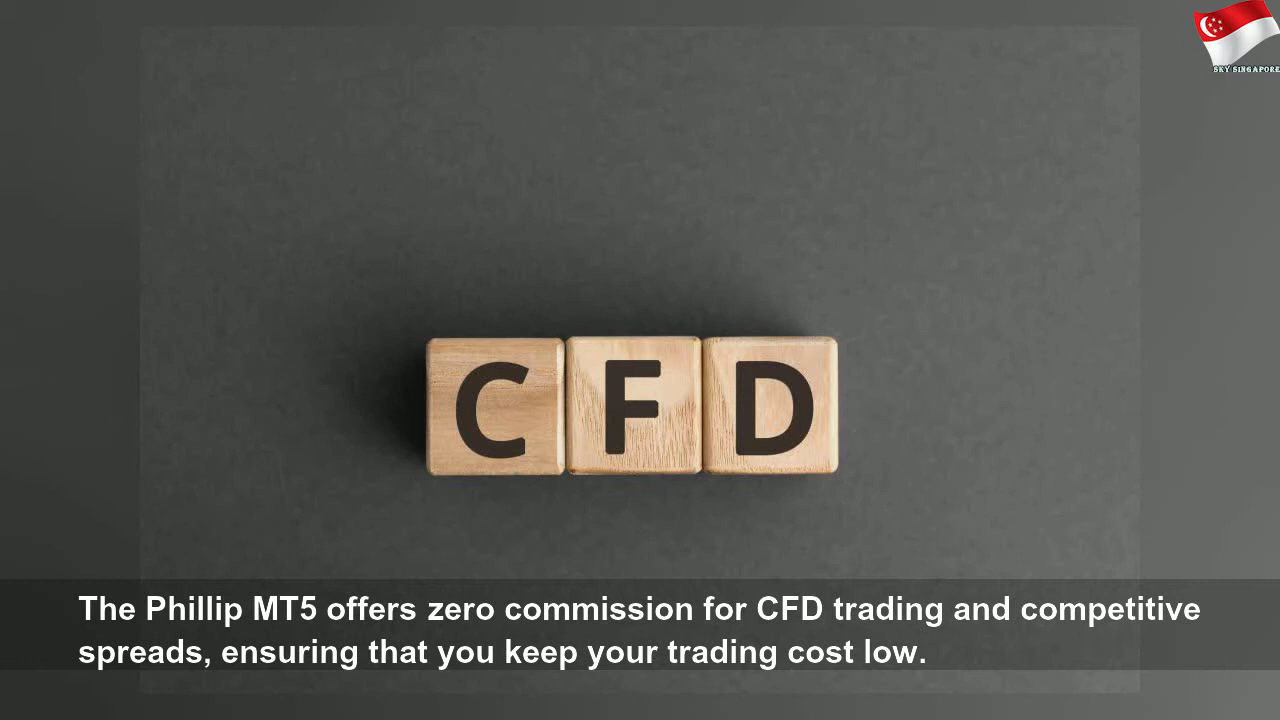 SKY SINGAPORE
C F D
The Phillip MT5 offers zero commission for CFD trading and competitive
spreads, ensuring that you keep your trading cost low.